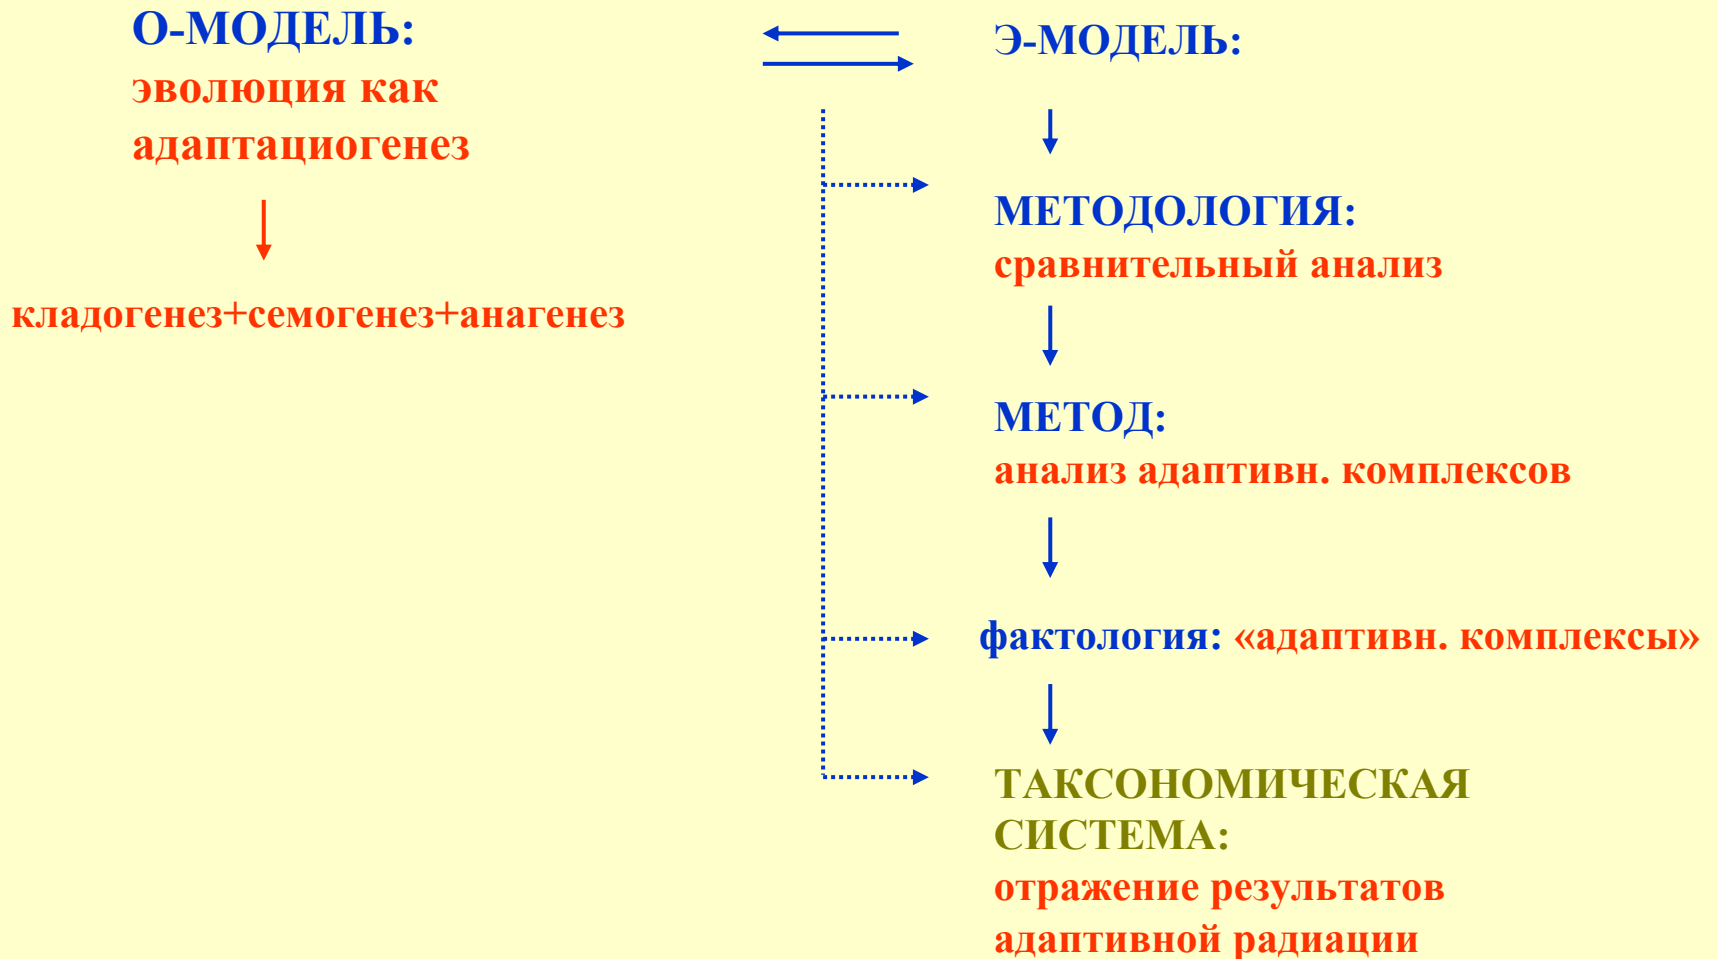 О-МОДЕЛЬ:
эволюция как
адаптациогенез
кладогенез+семогенез+анагенез
Э-МОДЕЛЬ:
МЕТОДОЛОГИЯ:
сравнительный анализ
МЕТОД:
анализ адаптивн. комплексов
фактология: «адаптивн. комплексы»
ТАКСОНОМИЧЕСКАЯ
СИСТЕМА:
отражение результатов
адаптивной радиации